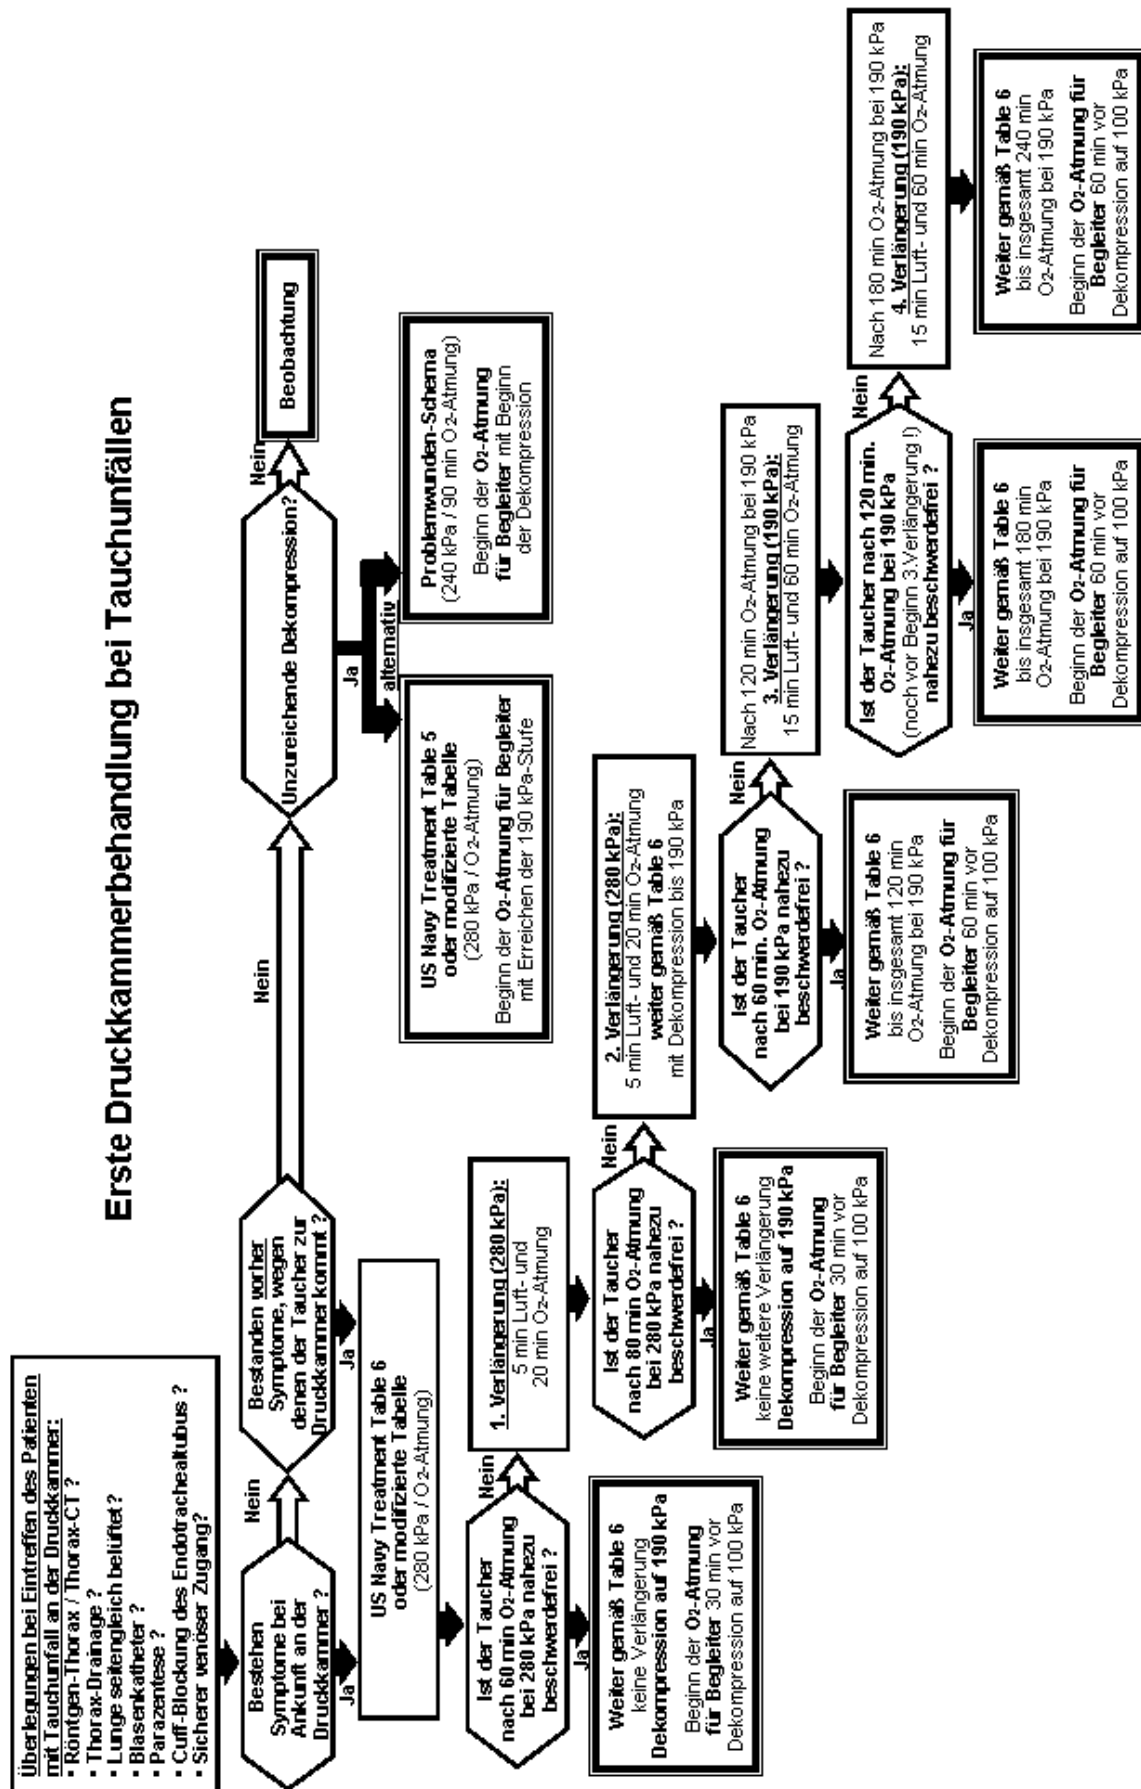 Erste Druckkammerbehandlung bei Tauchunfällen
Überlegungen bei Eintreffen des Patienten
mit Tauchunfall an der Druckkammer:
• Röntgen-Thorax / Thorax-CT ?
• Thorax-Drainage ?
• Lunge seitengleich belüftet ?
• Blasenkatheter ?
• Parazentese ?
• Cuff-Blockung des Endotrachealtubus ?
• Sicherer venöser Zugang?
Bestehen
Symptome bei
Ankunft an der
Druckkammer ?
Nein
Ja
Bestanden vorher
Symptome, wegen
denen der Taucher zur
Druckkammer kommt ?
Nein
Ja
Unzureichende Dekompression?
Nein
Beobachtung
Ja
alternativ
US Navy Treatment Table 5
oder modifizierte Tabelle
(280 kPa / O2-Atmung)
Beginn der O2-Atmung für Begleiter
mit Erreichen der 190 kPa-Stufe
Problemwunden-Schema
(240 kPa / 90 min O2-Atmung)
Beginn der O2-Atmung
für Begleiter mit Beginn
der Dekompression
US Navy Treatment Table 6
oder modifizierte Tabelle
(280 kPa / O2-Atmung)
Ist der Taucher
nach 60 min O2-Atmung
bei 280 kPa nahezu
beschwerdefrei ?
Nein
Ja
Weiter gemäß Table 6
keine Verlängerung
Dekompression auf 190 kPa
Beginn der O2-Atmung
für Begleiter 30 min vor
Dekompression auf 100 kPa
1. Verlängerung (280 kPa):
5 min Luft- und
20 min O2-Atmung
Ist der Taucher
nach 80 min O2-Atmung
bei 280 kPa nahezu
beschwerdefrei ?
Nein
Ja
Weiter gemäß Table 6
keine weitere Verlängerung
Dekompression auf 190 kPa
Beginn der O2-Atmung
für Begleiter 30 min vor
Dekompression auf 100 kPa
2. Verlängerung (280 kPa):
5 min Luft- und 20 min O2-Atmung
weiter gemäß Table 6
mit Dekompression bis 190 kPa
Ist der Taucher
nach 60 min. O2-Atmung
bei 190 kPa nahezu
beschwerdefrei ?
Nein
Ja
Weiter gemäß Table 6
bis insgesamt 120 min
O2-Atmung bei 190 kPa
Beginn der O2-Atmung für
Begleiter 60 min vor
Dekompression auf 100 kPa
Nach 120 min O2-Atmung bei 190 kPa
3. Verlängerung (190 kPa):
15 min Luft- und 60 min O2-Atmung
Ist der Taucher nach 120 min.
O2-Atmung bei 190 kPa
(noch vor Beginn 3.Verlängerung !)
nahezu beschwerdefrei ?
Nein
Ja
Weiter gemäß Table 6
bis insgesamt 180 min
O2-Atmung bei 190 kPa
Beginn der O2-Atmung für
Begleiter 60 min vor
Dekompression auf 100 kPa
Nach 180 min O2-Atmung bei 190 kPa
4. Verlängerung (190 kPa):
15 min Luft- und 60 min O2-Atmung
Weiter gemäß Table 6
bis insgesamt 240 min
O2-Atmung bei 190 kPa
Beginn der O2-Atmung für
Begleiter 60 min vor
Dekompression auf 100 kPa